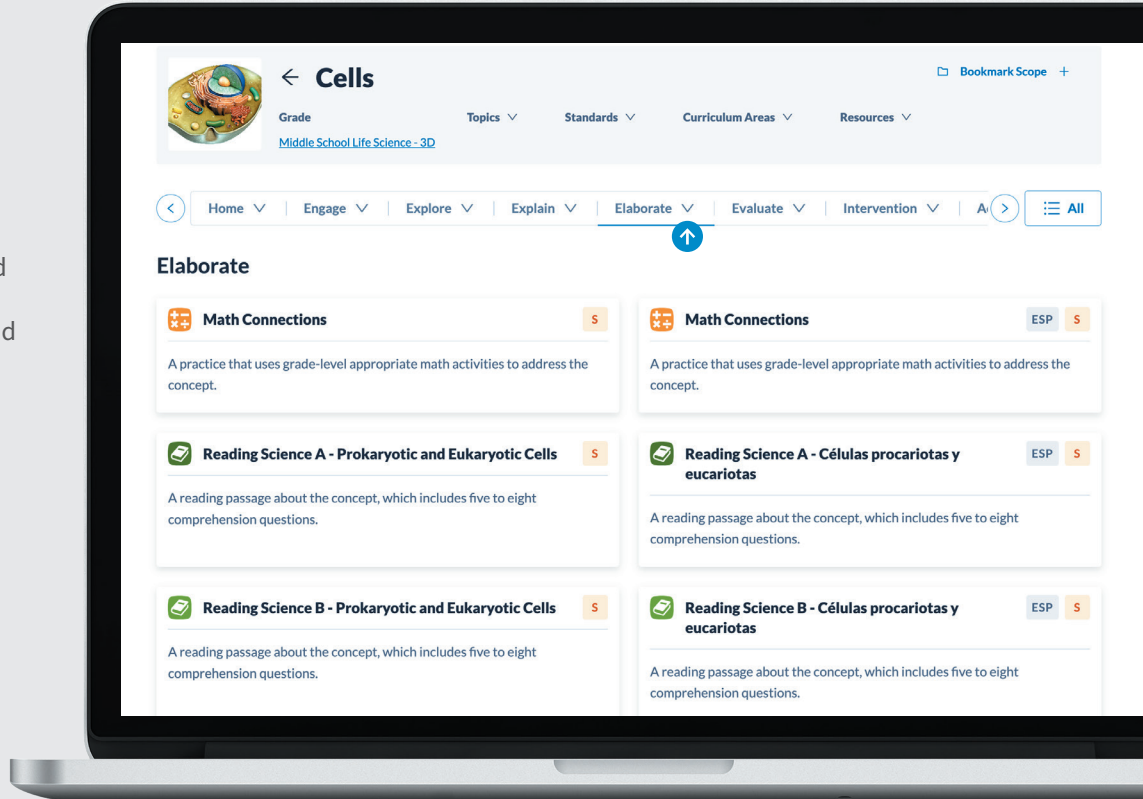 Cells
Bookmark Scope +
Grade
Topics
Standards
Curriculum Areas
Resources
Middle School Life Science - 3D
Home
Engage
Explore
Explain
Elaborate
Evaluate
Intervention
All
Elaborate
Math Connections
S
A practice that uses grade-level appropriate math activities to address the
concept.
Math Connections
ESP
S
A practice that uses grade-level appropriate math activities to address the
concept.
Reading Science A - Prokaryotic and Eukaryotic Cells
S
A reading passage about the concept, which includes five to eight
comprehension questions.
Reading Science A - Células procariotas y
eucariotas
ESP
S
A reading passage about the concept, which includes five to eight
comprehension questions.
Reading Science B - Prokaryotic and Eukaryotic Cells
S
A reading passage about the concept, which includes five to eight
comprehension questions.
Reading Science B - Células procariotas y
eucariotas
ESP
S
A reading passage about the concept, which includes five to eight
comprehension questions.